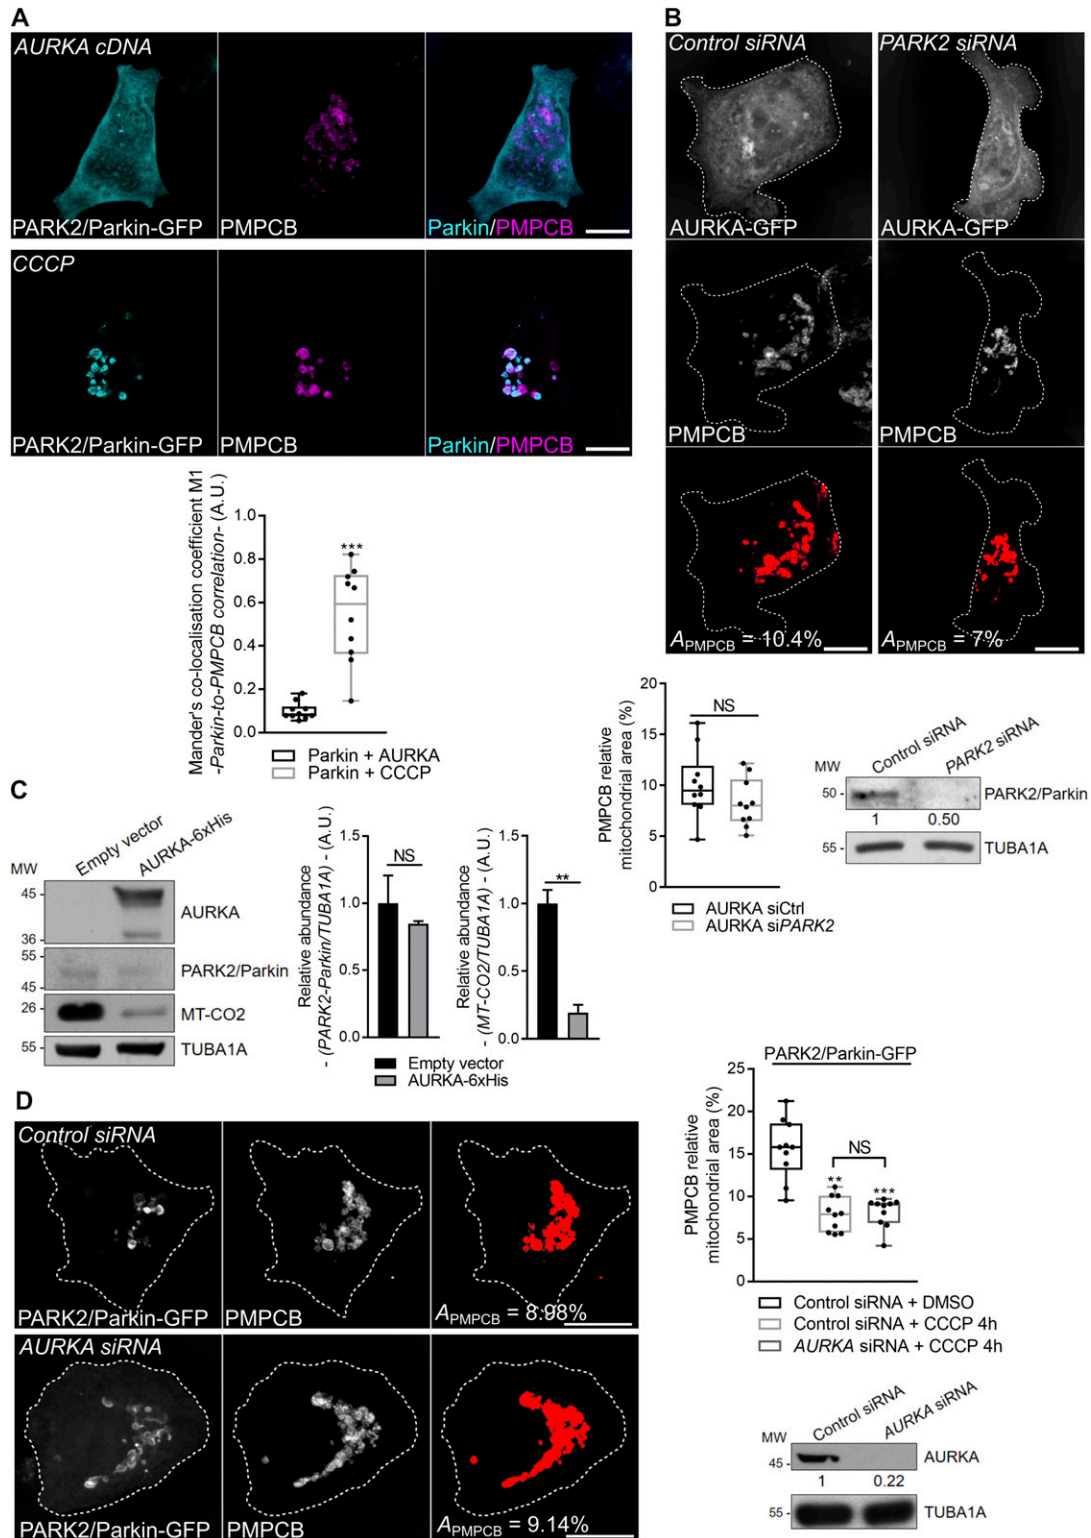 A
AURKA cDNA
PARK2/Parkin-GFP
PMPCB
Parkin/PMPCB
CCCP
PARK2/Parkin-GFP
PMPCB
Parkin/PMPCB
Mander's co-localisation coefficient M1
-Parkin-to-PMPCB correlation- (A.U.)
1.0
0.8
0.6
0.4
0.2
0.0
***
Parkin + AURKA
Parkin + CCCP
B
Control siRNA
PARK2 siRNA
AURKA-GFP
AURKA-GFP
PMPCB
PMPCB
APMPCB = 10.4%
APMPCB = 7%
PMPCB relative
mitochondrial area (%)
20
15
10
5
0
NS
AURKA siCtrl
AURKA siPARK2
Control siRNA
PARK2 siRNA
MW
50 -
PARK2/Parkin
1
0.50
55 -
TUBA1A
C
Empty vector
AURKA-6xHis
MW
45 -
36 -
AURKA
55 -
45 -
PARK2/Parkin
26 -
MT-CO2
55 -
TUBA1A
Relative abundance
- (PARK2-Parkin/TUBA1A) - (A.U.)
1.5
1.0
0.5
0.0
NS
Relative abundance
- (MT-CO2/TUBA1A) - (A.U.)
1.5
1.0
0.5
0.0
**
Empty vector
AURKA-6xHis
D
Control siRNA
PARK2/Parkin-GFP
PMPCB
APMPCB = 8.98%
AURKA siRNA
PARK2/Parkin-GFP
PMPCB
APMPCB = 9.14%
PARK2/Parkin-GFP
PMPCB relative
mitochondrial area (%)
25
20
15
10
5
0
NS
**
***
Control siRNA + DMSO
Control siRNA + CCCP 4h
AURKA siRNA + CCCP 4h
Control siRNA
AURKA siRNA
MW
45 -
AURKA
1
0.22
55 -
TUBA1A